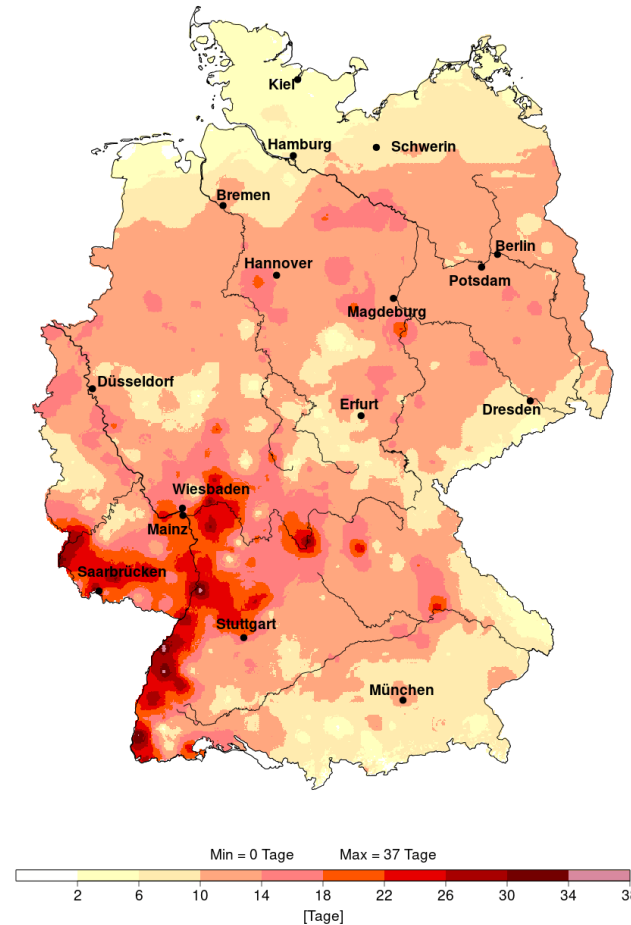 Kiel
Hamburg
Schwerin
Bremen
Berlin
Hannover
Potsdam
Magdeburg
Düsseldorf
Erfurt
Dresden
Wiesbaden
Mainz
Saarbrücken
Stuttgart
München
Min = 0 Tage Max = 37 Tage
2 6 10 14 18 22 26 30 34 38
[Tage]